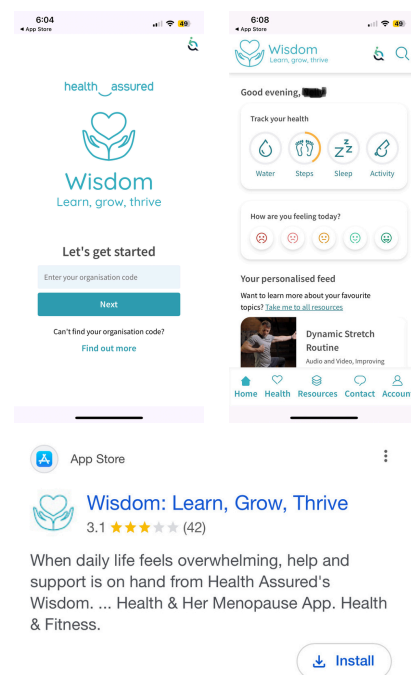 6:04
49
App Store
health assured
Wisdom
Learn, grow, thrive
Let's get started
Enter your organisation code
Next
Can't find your organisation code?
Find out more
6:08
49
App Store
Wisdom
Learn, grow, thrive
Good evening,
Track your health
Water Steps Sleep Activity
How are you feeling today?
Your personalised feed
Want to learn more about your favourite
topics? Take me to all resources
Dynamic Stretch
Routine
Audio and Video, Improving
Home Health Resources Contact Accoun
App Store
Wisdom: Learn, Grow, Thrive
3.1 (42)
When daily life feels overwhelming, help and
support is on hand from Health Assured's
Wisdom. ... Health & Her Menopause App. Health
& Fitness.
Install